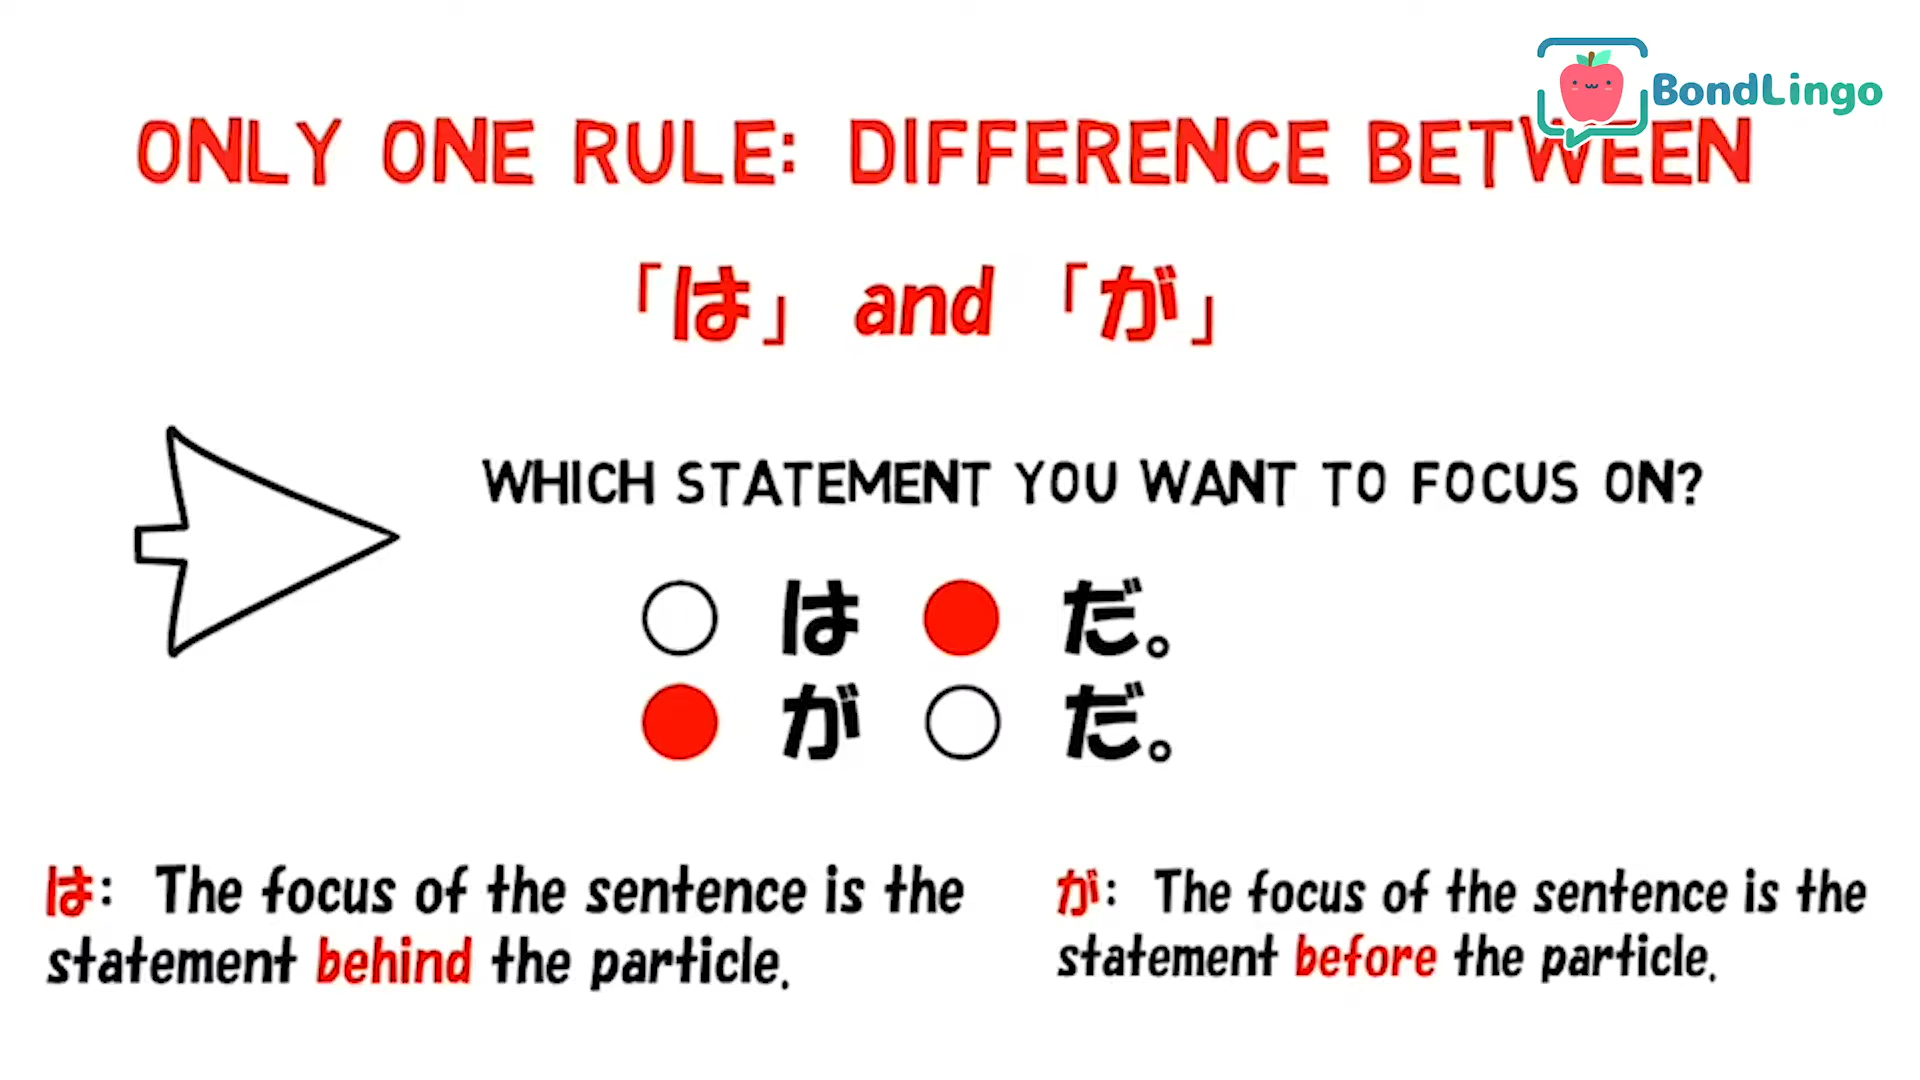 BondLingo
ONLY ONE RULE: DIFFERENCE BETWEEN
「は」 and 「が」
WHICH STATEMENT YOU WANT TO FOCUS ON?
○ は ● だ。
● が ○ だ。
は: The focus of the sentence is the
statement behind the particle.
が: The focus of the sentence is the
statement before the particle.